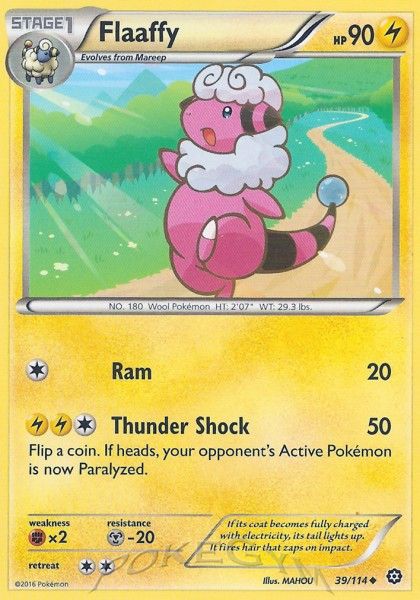 STAGE1
Flaaffy
HP 90
Evolves from Mareep
NO. 180 Wool Pokémon HT: 2'07" WT: 29.3 lbs.
Ram 20
Thunder Shock 50
Flip a coin. If heads, your opponent's Active Pokémon
is now Paralyzed.
weakness resistance
×2 -20
retreat
If its coat becomes fully charged
with electricity, its tail lights up.
It fires hair that zaps on impact.
POKEGYM
©2016 Pokémon
Illus. MAHOU
39/114